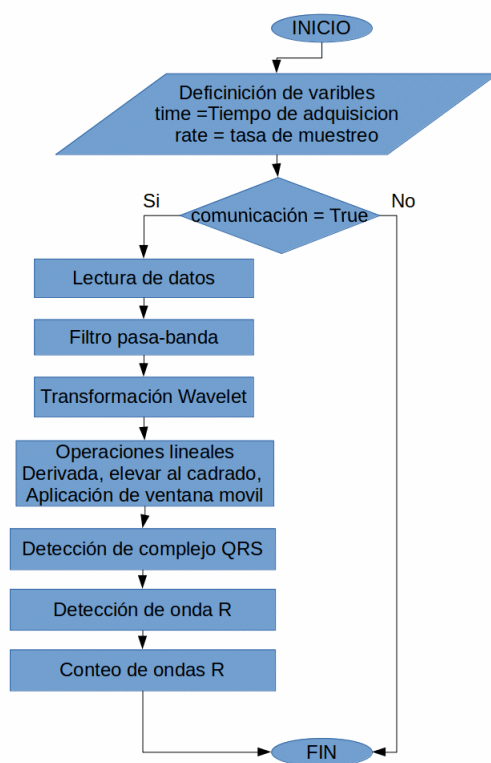 INICIO
Deficinición de varibles
time =Tiempo de adquisicion
rate = tasa de muestreo
Si
No
comunicación = True
Lectura de datos
Filtro pasa-banda
Transformación Wavelet
Operaciones lineales
Derivada, elevar al cadrado,
Aplicación de ventana movil
Detección de complejo QRS
Detección de onda R
Conteo de ondas R
FIN